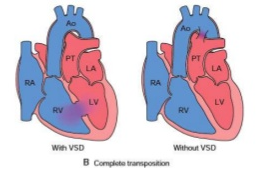 Ao
PT
LA
RA
LV
RV
With VSD
Ao
PT
LA
RA
LV
RV
Without VSD
B Complete transposition